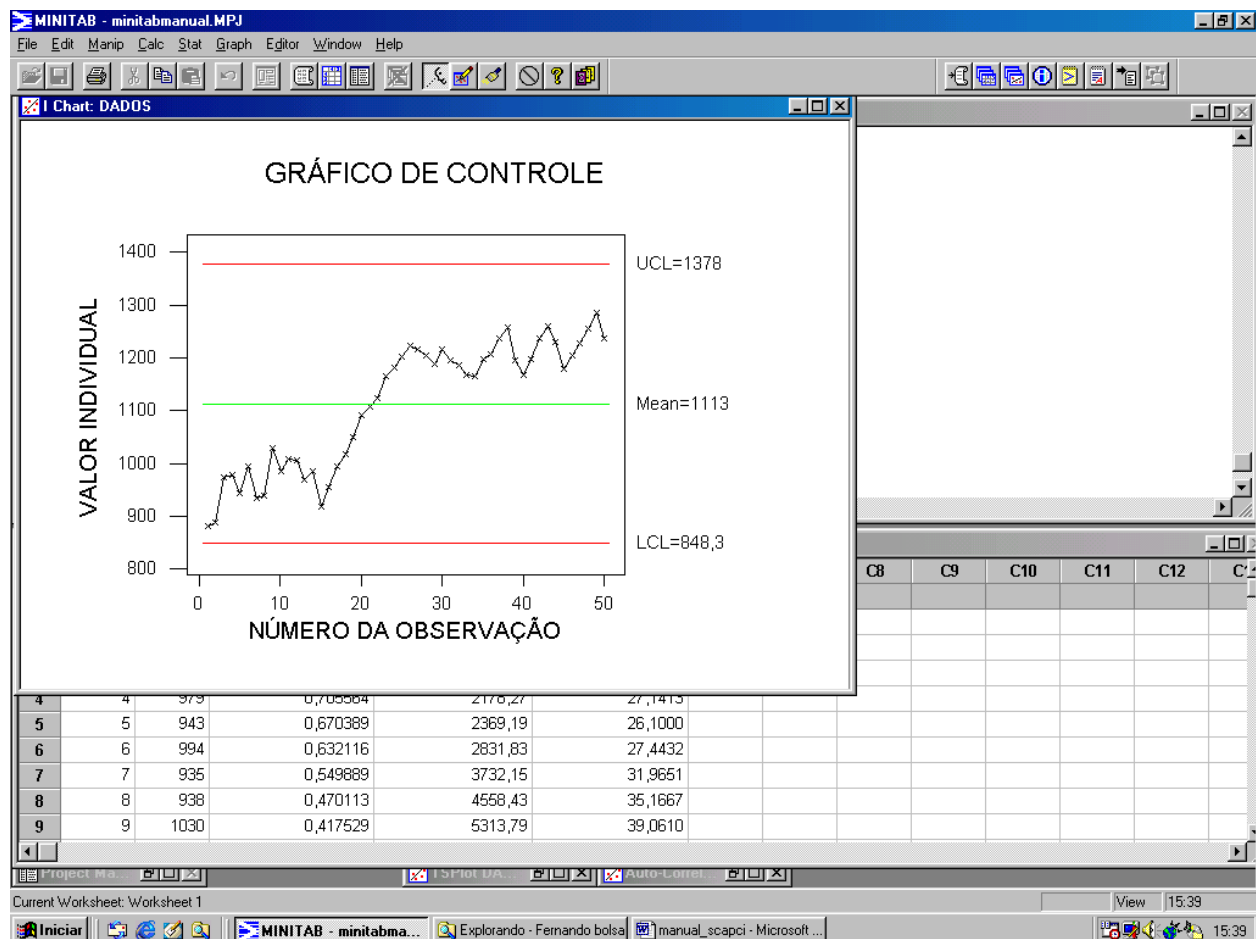 MINITAB - minitabmanual.MPJ
File Edit Manip Calc Stat Graph Editor Window Help
I Chart: DADOS
GRÁFICO DE CONTROLE
1400
1300
1200
1100
1000
900
800
VALOR INDIVIDUAL
UCL=1378
Mean=1113
LCL=848,3
0 10 20 30 40 50
NÚMERO DA OBSERVAÇÃO
C8 C9 C10 C11 C12
4 4 979 0,705564 2178,27 27,1413
5 5 943 0,670389 2369,19 26,1000
6 6 994 0,632116 2831,83 27,4432
7 7 935 0,549889 3732,15 31,9651
8 8 938 0,470113 4558,43 35,1667
9 9 1030 0,417529 5313,79 39,0610
Project Ma... TSPlot DA... Auto-Correl...
Current Worksheet: Worksheet 1 View 15:39
Iniciar MINITAB - minitabma... Explorando - Fernando bolsa manual_scapci - Microsoft ... 15:39